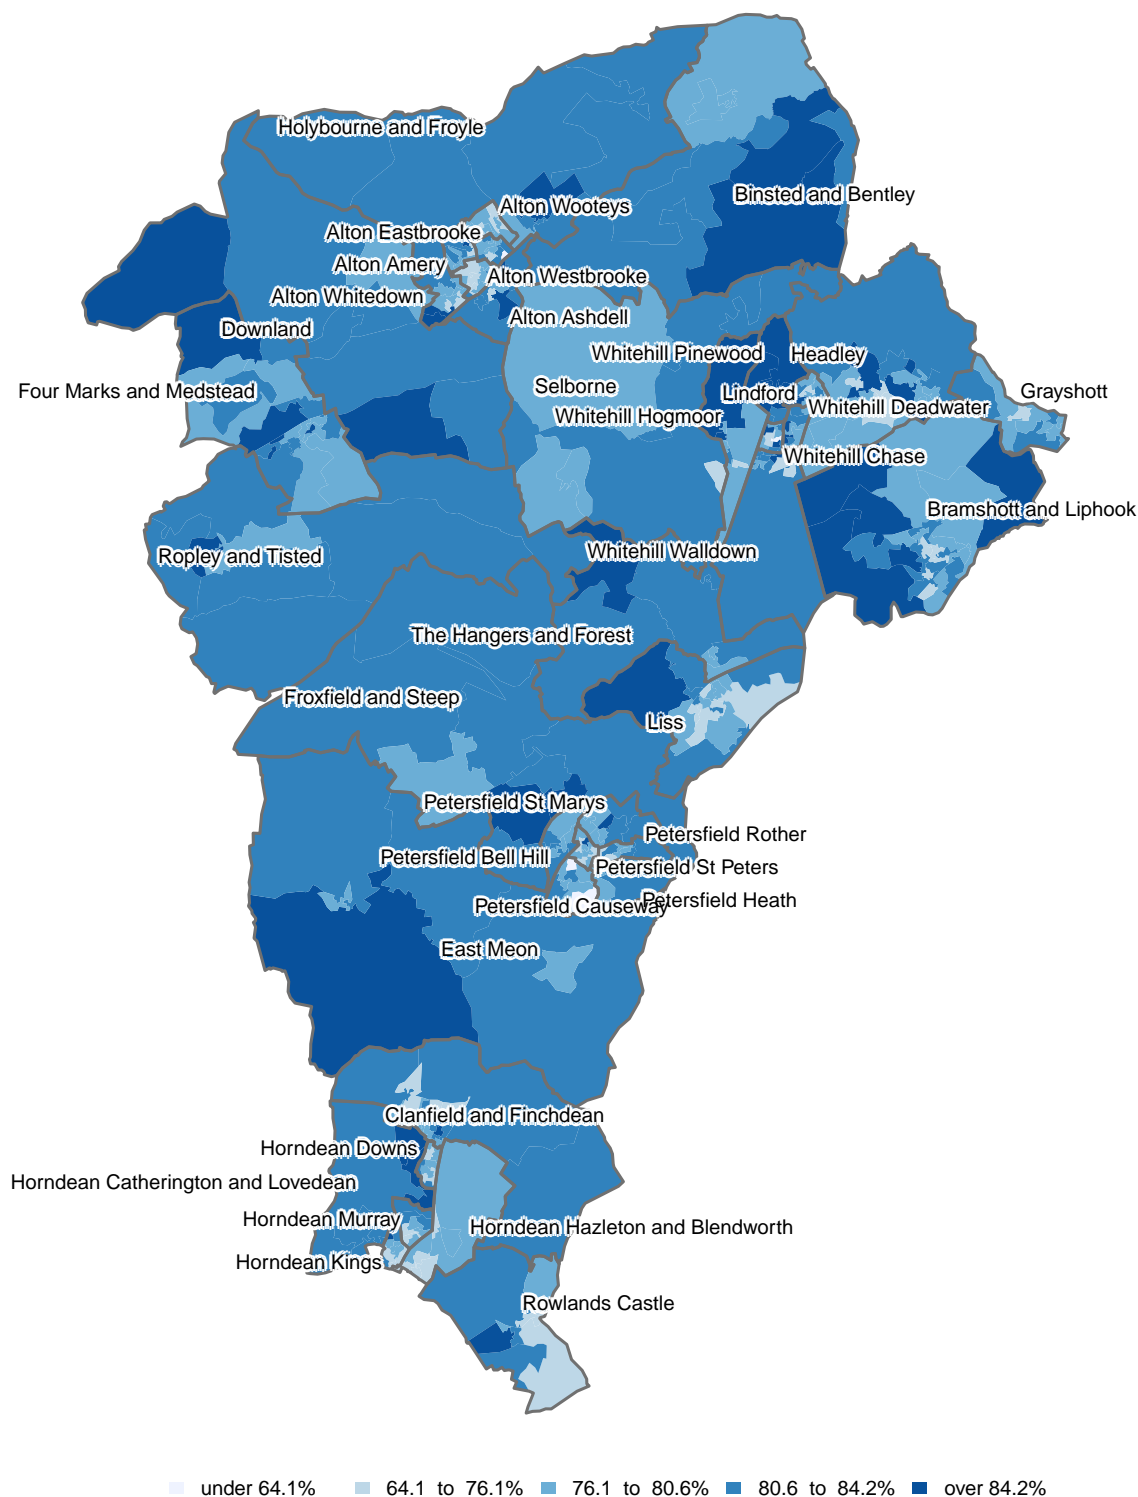 Holybourne and Froyle
Binsted and Bentley
Alton Wooteys
Alton Eastbrooke
Alton Amery
Alton Westbrooke
Alton Whitedown
Alton Ashdell
Downland
Whitehill Pinewood
Headley
Selborne
Four Marks and Medstead
Lindford
Grayshott
Whitehill Deadwater
Whitehill Hogmoor
Whitehill Chase
Bramshott and Liphook
Whitehill Walldown
Ropley and Tisted
The Hangers and Forest
Froxfield and Steep
Liss
Petersfield St Marys
Petersfield Rother
Petersfield Bell Hill
Petersfield St Peters
Petersfield Heath
Petersfield Causeway
East Meon
Clanfield and Finchdean
Horndean Downs
Horndean Catherington and Lovedean
Horndean Murray
Horndean Hazleton and Blendworth
Horndean Kings
Rowlands Castle
under 64.1% 64.1 to 76.1% 76.1 to 80.6% 80.6 to 84.2% over 84.2%